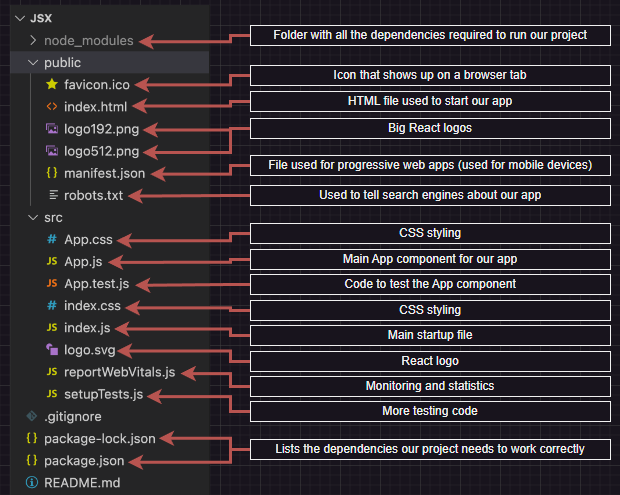 JSX
node_modules
Folder with all the dependencies required to run our project
public
favicon.ico
Icon that shows up on a browser tab
index.html
HTML file used to start our app
logo192.png
Big React logos
logo512.png
manifest.json
File used for progressive web apps (used for mobile devices)
robots.txt
Used to tell search engines about our app
src
App.css
CSS styling
App.js
Main App component for our app
App.test.js
Code to test the App component
index.css
CSS styling
index.js
Main startup file
logo.svg
React logo
reportWebVitals.js
Monitoring and statistics
setupTests.js
More testing code
.gitignore
package-lock.json
Lists the dependencies our project needs to work correctly
package.json
README.md